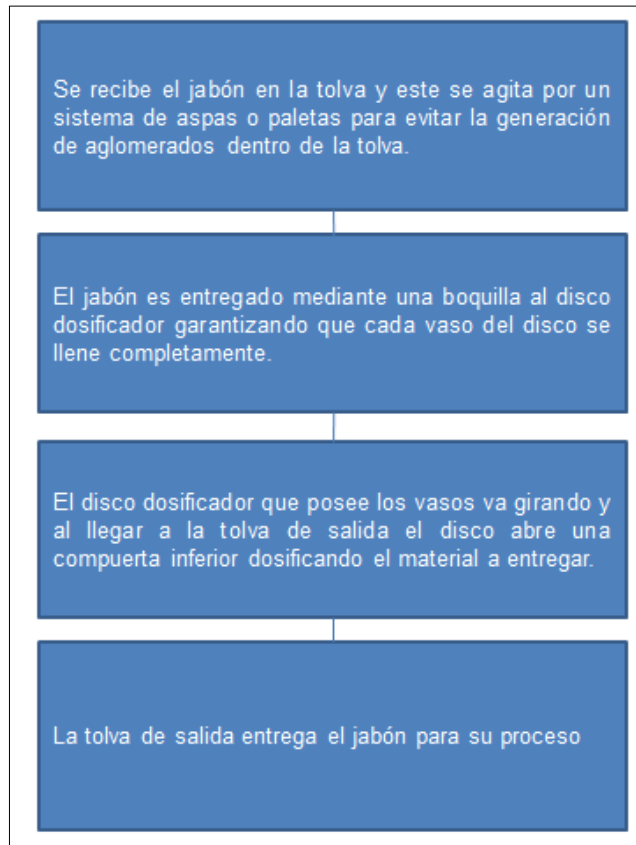 Se recibe el jabón en la tolva y este se agita por un
sistema de aspas o paletas para evitar la generación
de aglomerados dentro de la tolva.
El jabón es entregado mediante una boquilla al disco
dosificador garantizando que cada vaso del disco se
llene completamente.
El disco dosificador que posee los vasos va girando y
al llegar a la tolva de salida el disco abre una
compuerta inferior dosificando el material a entregar.
La tolva de salida entrega el jabón para su proceso